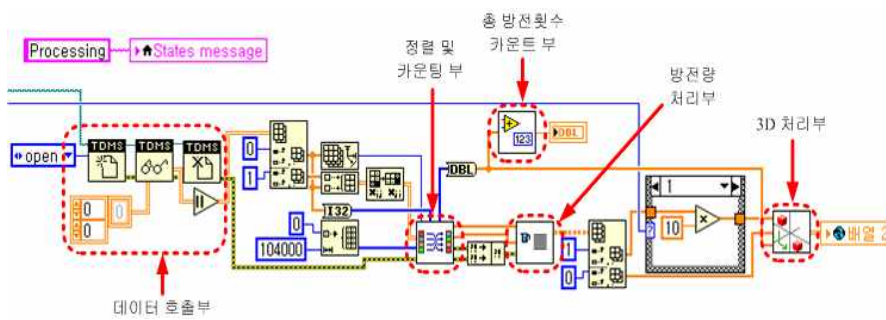 총 방전횟수
카운트 부
정렬 및
카운팅 부
방전량
처리부
3D 처리부
Processing
States message
TDMS
TDMS
TDMS
open
0
0
0
0
1
I32
0
104000
DBL
123
DBL
1
0
1
10
배열 2
데이터 호출부